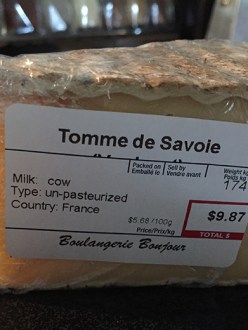 Tomme de Savoie
Packed on Sell by Weight kg
Emballé le Vendre avant Poids kg
Milk: cow 174
Type: un-pasteurized
Country: France
$5.68 /100g $9.87
Price/Prix/kg TOTAL $
Boulangerie Bonjour